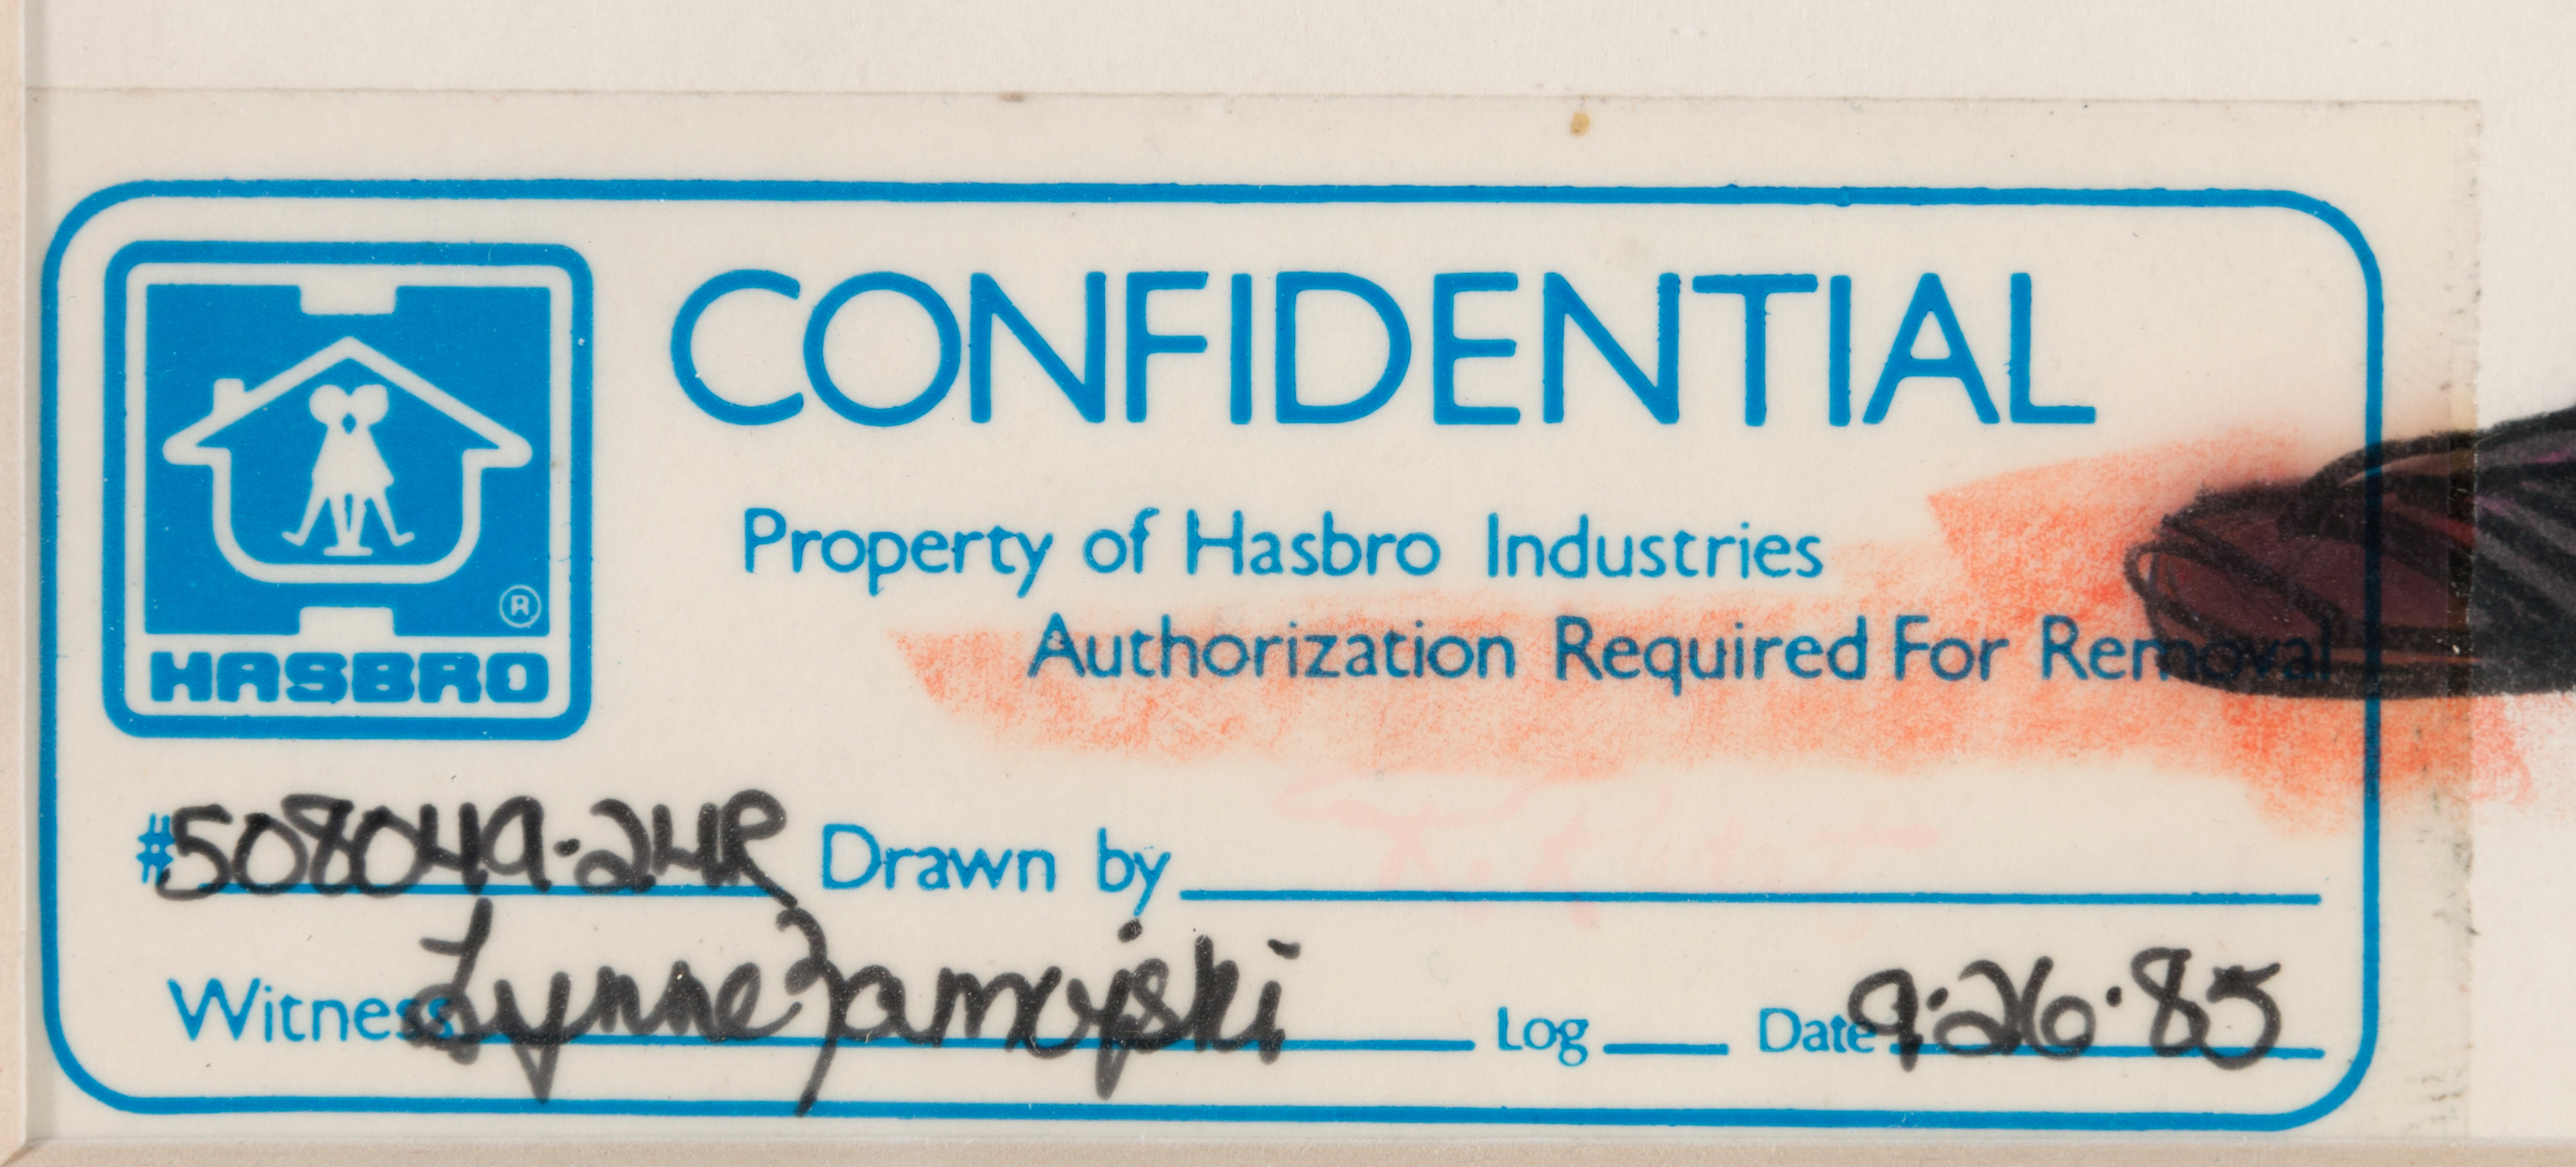 CONFIDENTIAL
Property of Hasbro Industries
Authorization Required For Removal
®
HASBRO
#508049-24R Drawn by
Witness Lynne Zamojski Log Date 9·26·85